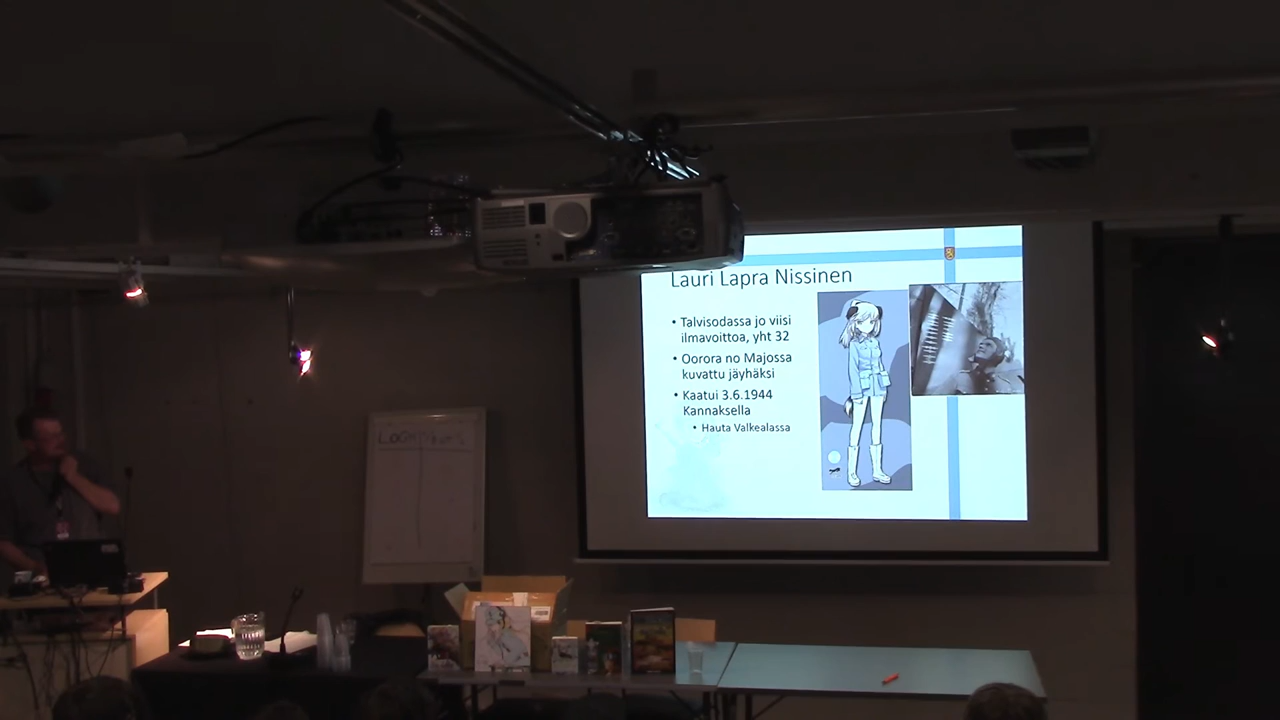 Lauri Lapra Nissinen
• Talvisodassa jo viisi
ilmavoittoa, yht 32
• Oorora no Majossa
kuvattu jäyhäksi
• Kaatui 3.6.1944
Kannaksella
• Hauta Valkealassa